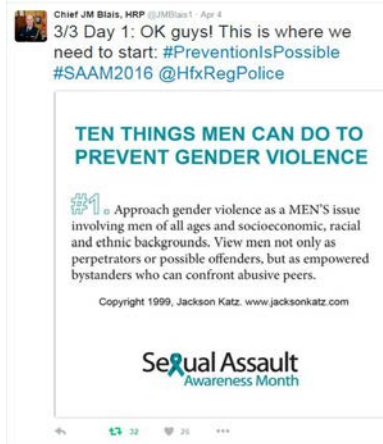 Chief JM Blais, HRP @JMBlais1 · Apr 4
3/3 Day 1: OK guys! This is where we
need to start: #PreventionIsPossible
#SAAM2016 @HfxRegPolice
TEN THINGS MEN CAN DO TO
PREVENT GENDER VIOLENCE
#1. Approach gender violence as a MEN'S issue
involving men of all ages and socioeconomic, racial
and ethnic backgrounds. View men not only as
perpetrators or possible offenders, but as empowered
bystanders who can confront abusive peers.
Copyright 1999, Jackson Katz. www.jacksonkatz.com
Sexual Assault
Awareness Month
32 26